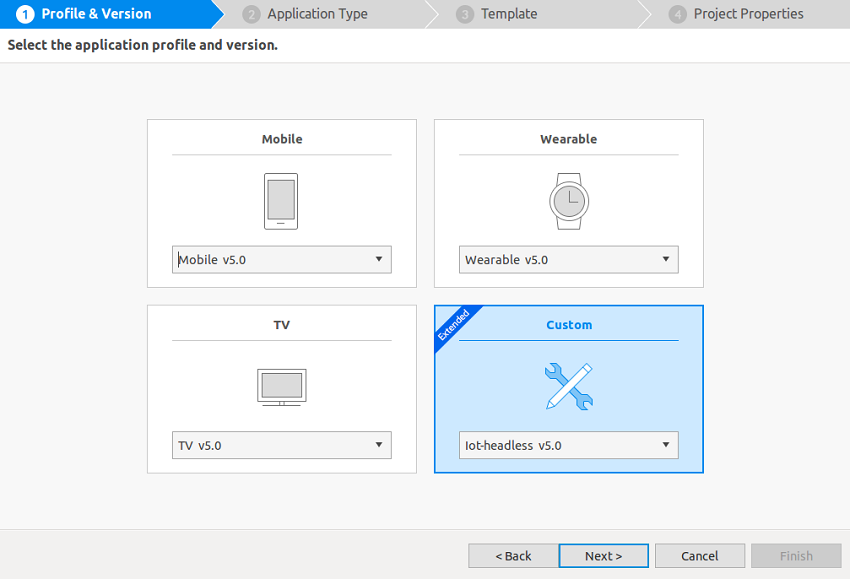 1 Profile & Version
2 Application Type
3 Template
4 Project Properties
Select the application profile and version.
Mobile
Mobile v5.0
Wearable
Wearable v5.0
TV
TV v5.0
Extended
Custom
Iot-headless v5.0
< Back
Next >
Cancel
Finish